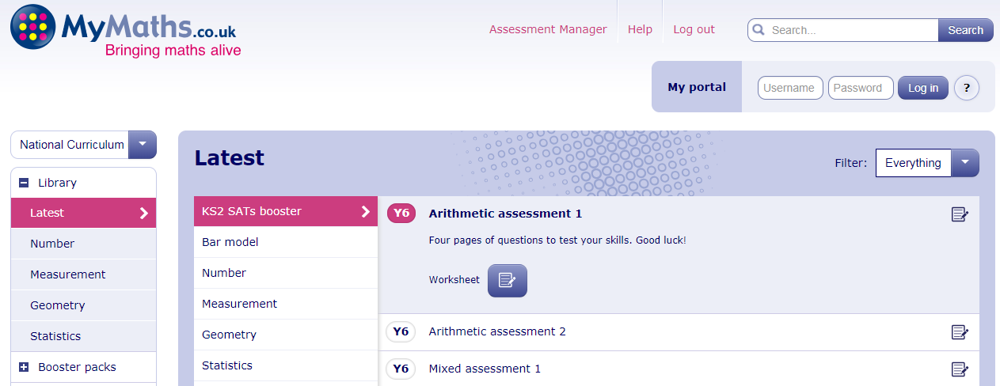 MyMaths.co.uk
Bringing maths alive
Assessment Manager
Help
Log out
Search...
Search
My portal
Username
Password
Log in
?
National Curriculum
Library
Latest
Number
Measurement
Geometry
Statistics
Booster packs
Latest
Filter:
Everything
KS2 SATs booster
Bar model
Number
Measurement
Geometry
Statistics
Y6 Arithmetic assessment 1
Four pages of questions to test your skills. Good luck!
Worksheet
Y6 Arithmetic assessment 2
Y6 Mixed assessment 1